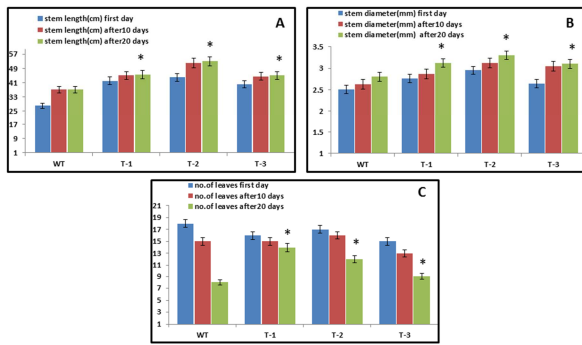 A
stem length(cm) first day
stem length(cm) after10 days
stem length(cm) after20 days
57
49
41
33
25
17
9
1
* * *
WT T-1 T-2 T-3
B
stem diameter(mm) first day
stem diameter(mm) after10 days
stem diameter(mm) after20 days
3.5
3
2.5
2
1.5
1
* * *
WT T-1 T-2 T-3
C
no.of leaves first day
no.of leaves after10 days
no.of leaves after20 days
21
19
17
15
13
11
9
7
5
3
1
* * *
WT T-1 T-2 T-3